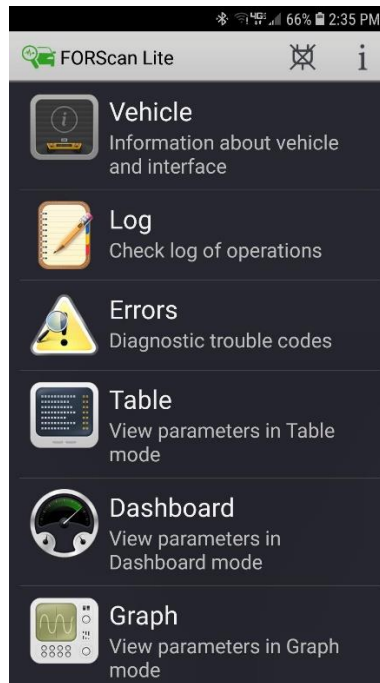 4G 66% 2:35 PM
FORScan Lite i
Vehicle
Information about vehicle
and interface
Log
Check log of operations
Errors
Diagnostic trouble codes
Table
View parameters in Table
mode
Dashboard
View parameters in
Dashboard mode
Graph
View parameters in Graph
mode